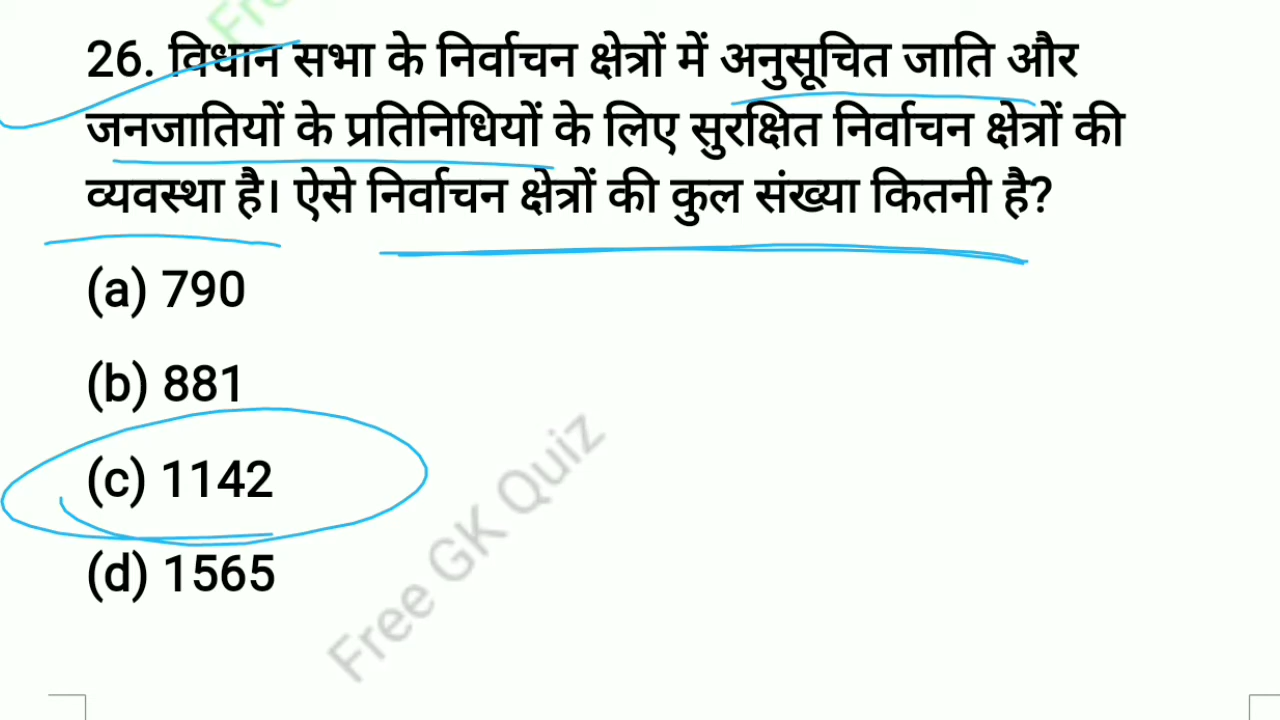 Free
26. विधान सभा के निर्वाचन क्षेत्रों में अनुसूचित जाति और
जनजातियों के प्रतिनिधियों के लिए सुरक्षित निर्वाचन क्षेत्रों की
व्यवस्था है। ऐसे निर्वाचन क्षेत्रों की कुल संख्या कितनी है?
(a) 790
(b) 881
(c) 1142
(d) 1565
Free GK Quiz